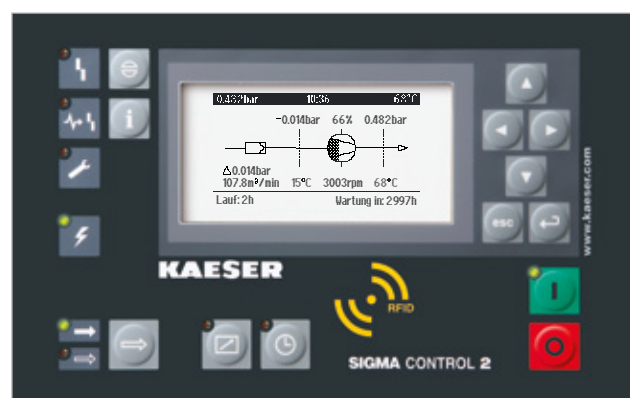 0.482bar 10:36 68°C
-0.014bar 66% 0.482bar
Δ0.014bar
107.8m³/min 15°C 3003rpm 68°C
Lauf: 2h Wartung in: 2997h
esc
www.kaeser.com
KAESER
RFID
SIGMA CONTROL 2